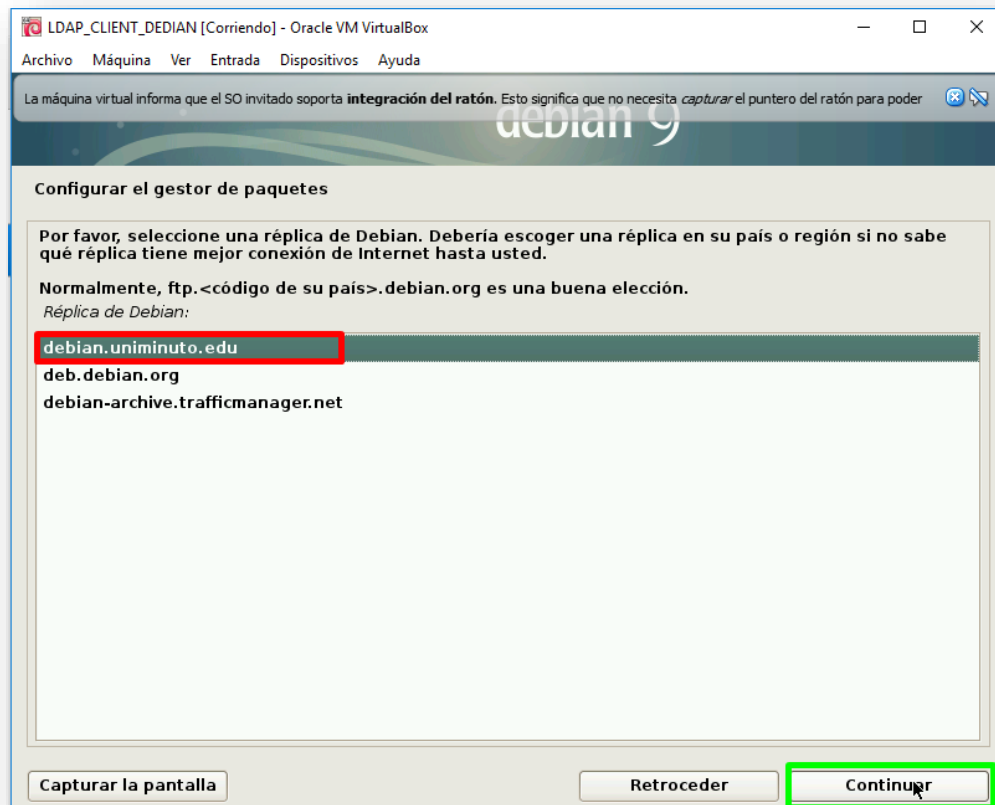 LDAP_CLIENT_DEDIAN [Corriendo] - Oracle VM VirtualBox
Archivo Máquina Ver Entrada Dispositivos Ayuda
La máquina virtual informa que el SO invitado soporta integración del ratón. Esto significa que no necesita capturar el puntero del ratón para poder
debian 9
Configurar el gestor de paquetes
Por favor, seleccione una réplica de Debian. Debería escoger una réplica en su país o región si no sabe
qué réplica tiene mejor conexión de Internet hasta usted.
Normalmente, ftp.<código de su país>.debian.org es una buena elección.
Réplica de Debian:
debian.uniminuto.edu
deb.debian.org
debian-archive.trafficmanager.net
Capturar la pantalla Retroceder Continuar